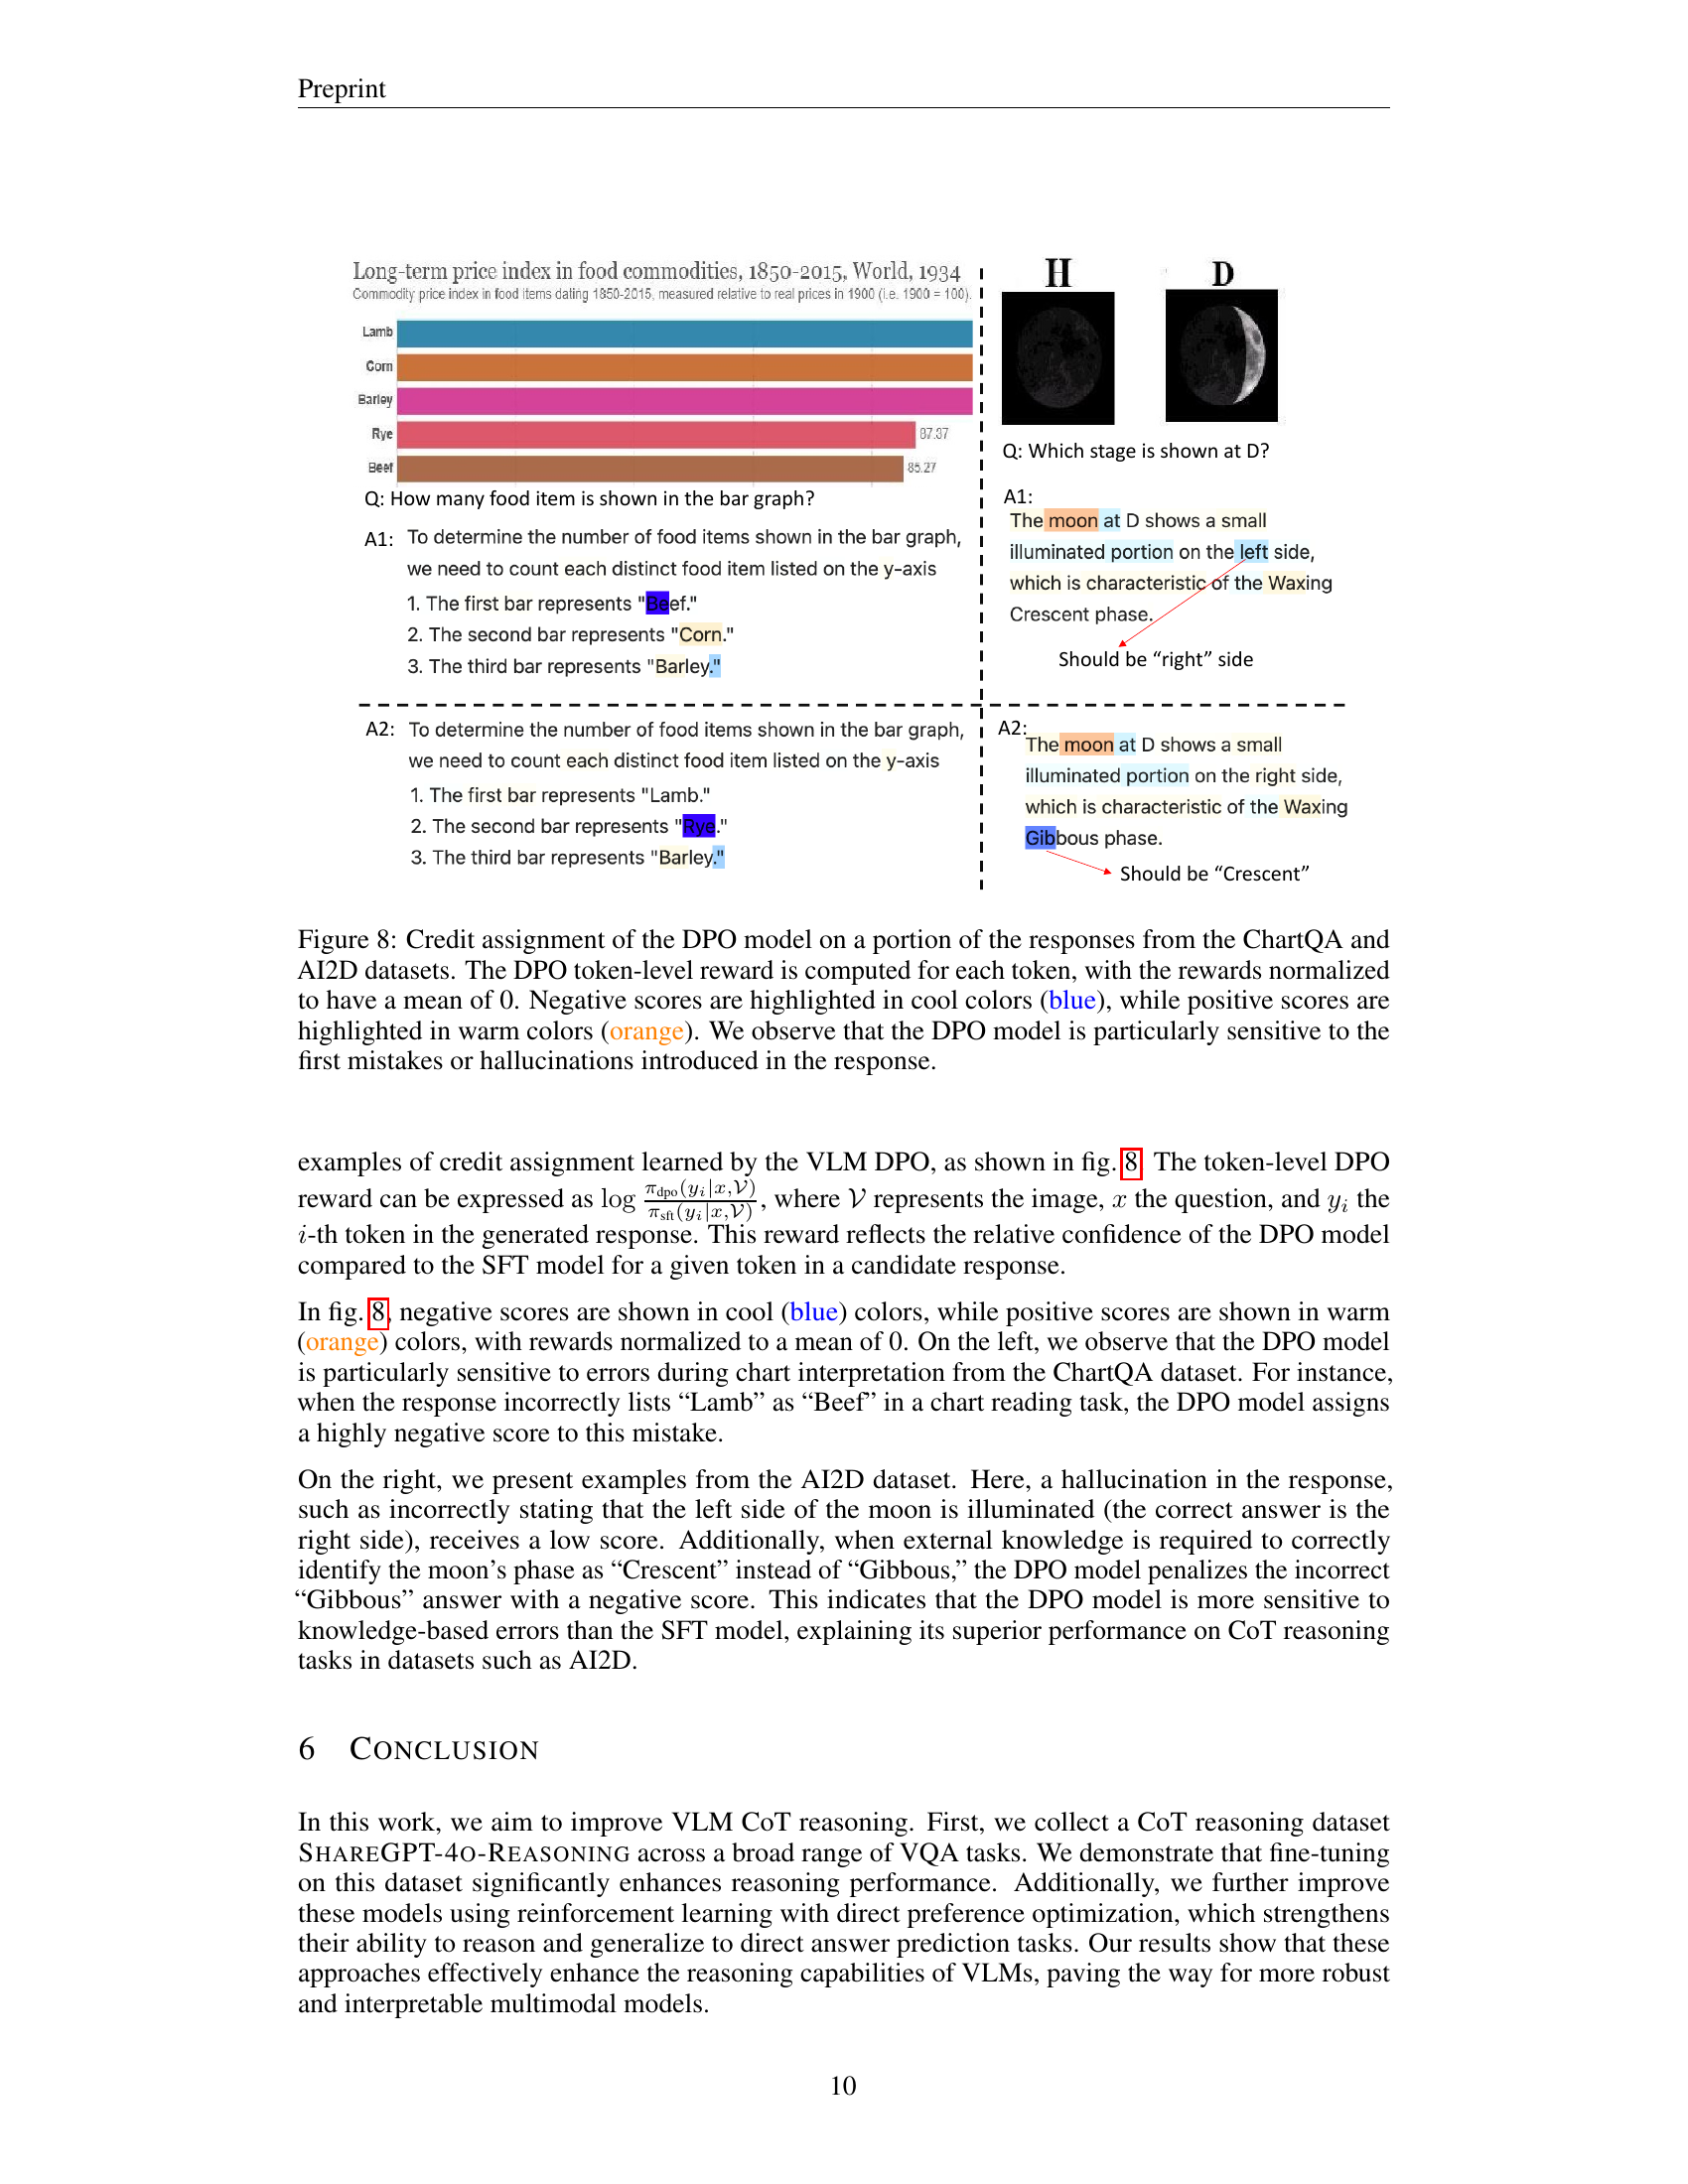 Preprint
Long-term price index in food commodities, 1850-2015, World, 1934
Commodity price index in food items dating 1850-2015, measured relative to real prices in 1900 (i.e. 1900 = 100).
Lamb
Corn
Barley
Rye
87.37
Beef
85.27
Q: How many food item is shown in the bar graph?
A1: To determine the number of food items shown in the bar graph,
we need to count each distinct food item listed on the y-axis
1. The first bar represents "Beef."
2. The second bar represents "Corn."
3. The third bar represents "Barley."
A2: To determine the number of food items shown in the bar graph,
we need to count each distinct food item listed on the y-axis
1. The first bar represents "Lamb."
2. The second bar represents "Rye."
3. The third bar represents "Barley."
H D
Q: Which stage is shown at D?
A1:
The moon at D shows a small
illuminated portion on the left side,
which is characteristic of the Waxing
Crescent phase.
Should be “right” side
A2:
The moon at D shows a small
illuminated portion on the right side,
which is characteristic of the Waxing
Gibbous phase.
Should be “Crescent”
Figure 8: Credit assignment of the DPO model on a portion of the responses from the ChartQA and
AI2D datasets. The DPO token-level reward is computed for each token, with the rewards normalized
to have a mean of 0. Negative scores are highlighted in cool colors (blue), while positive scores are
highlighted in warm colors (orange). We observe that the DPO model is particularly sensitive to the
first mistakes or hallucinations introduced in the response.
examples of credit assignment learned by the VLM DPO, as shown in fig. 8 The token-level DPO
reward can be expressed as log π_dpo(y_i|x,𝒱) / π_sft(y_i|x,𝒱), where 𝒱 represents the image, x the question, and y_i the
i-th token in the generated response. This reward reflects the relative confidence of the DPO model
compared to the SFT model for a given token in a candidate response.
In fig. 8, negative scores are shown in cool (blue) colors, while positive scores are shown in warm
(orange) colors, with rewards normalized to a mean of 0. On the left, we observe that the DPO model
is particularly sensitive to errors during chart interpretation from the ChartQA dataset. For instance,
when the response incorrectly lists “Lamb” as “Beef” in a chart reading task, the DPO model assigns
a highly negative score to this mistake.
On the right, we present examples from the AI2D dataset. Here, a hallucination in the response,
such as incorrectly stating that the left side of the moon is illuminated (the correct answer is the
right side), receives a low score. Additionally, when external knowledge is required to correctly
identify the moon’s phase as “Crescent” instead of “Gibbous,” the DPO model penalizes the incorrect
“Gibbous” answer with a negative score. This indicates that the DPO model is more sensitive to
knowledge-based errors than the SFT model, explaining its superior performance on CoT reasoning
tasks in datasets such as AI2D.
6 CONCLUSION
In this work, we aim to improve VLM CoT reasoning. First, we collect a CoT reasoning dataset
SHAREGPT-4O-REASONING across a broad range of VQA tasks. We demonstrate that fine-tuning
on this dataset significantly enhances reasoning performance. Additionally, we further improve
these models using reinforcement learning with direct preference optimization, which strengthens
their ability to reason and generalize to direct answer prediction tasks. Our results show that these
approaches effectively enhance the reasoning capabilities of VLMs, paving the way for more robust
and interpretable multimodal models.
10